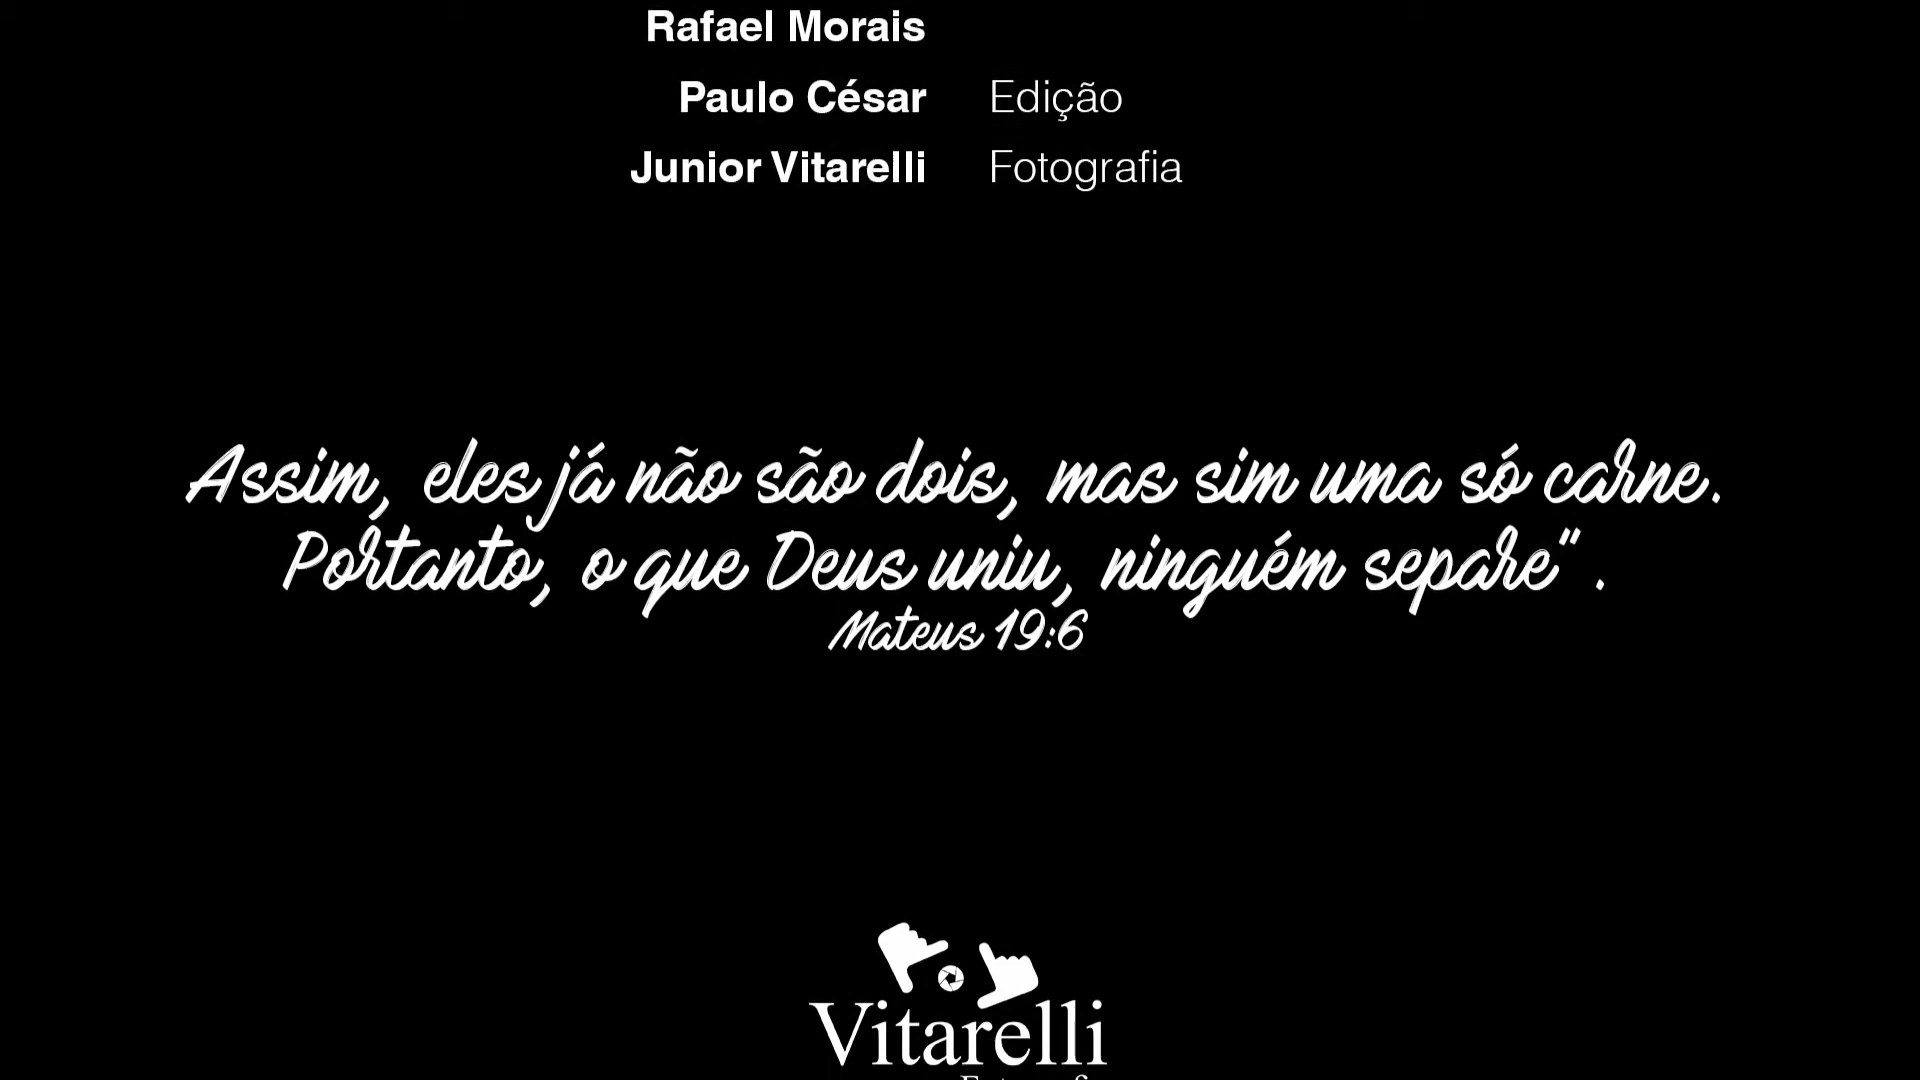 Rafael Morais
Paulo César Edição
Junior Vitarelli Fotografia
Assim, eles já não são dois, mas sim uma só carne.
Portanto, o que Deus uniu, ninguém separe" .
Mateus 19:6
Vitarelli